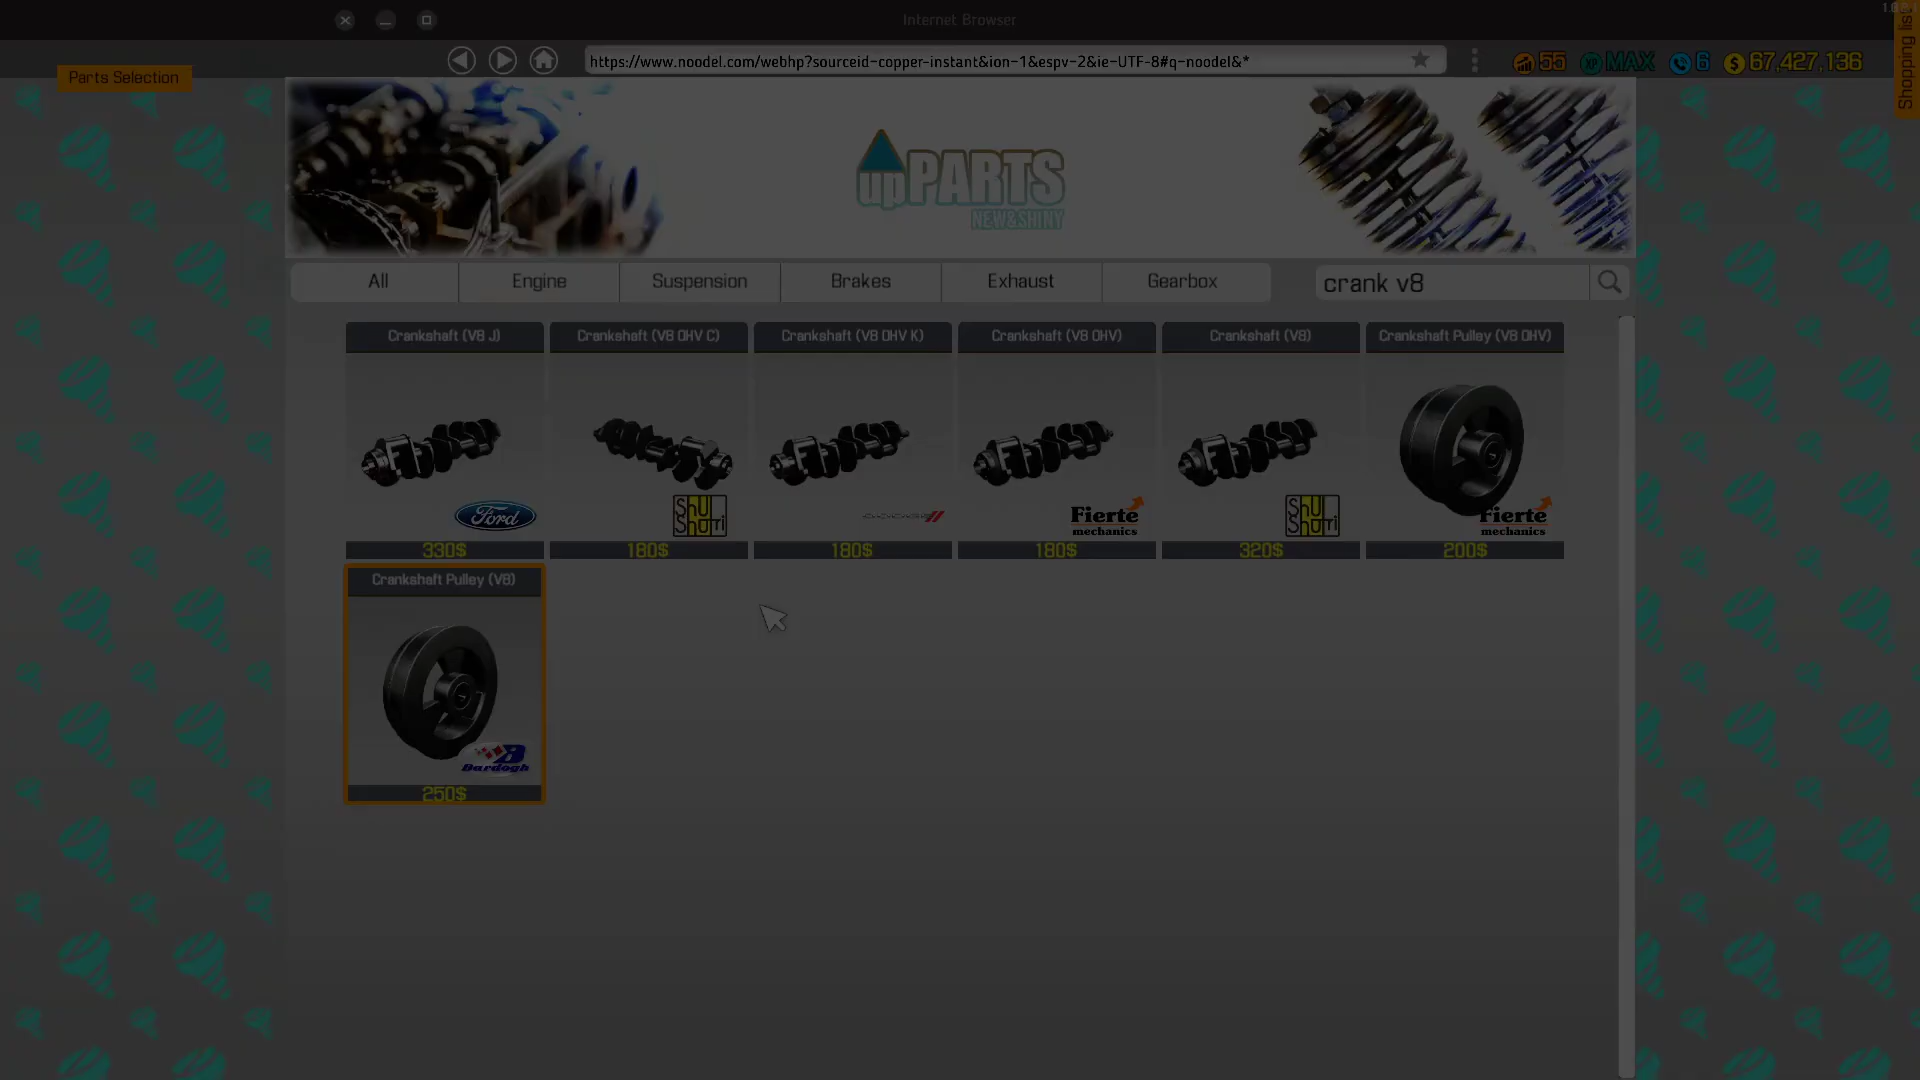 Internet Browser
https://www.noodel.com/webhp?sourceid-copper-instant&ion-1&espv-2&ie-UTF-8#q-noodel&*
55 XP MAX 6 $ 67,427,136
Shopping list
Parts Selection
upPARTS
NEW&SHINY
All Engine Suspension Brakes Exhaust Gearbox crank v8
Crankshaft (V8 J) Crankshaft (V8 OHV C) Crankshaft (V8 OHV K) Crankshaft (V8 OHV) Crankshaft (V8) Crankshaft Pulley (V8 OHV)
Ford Fierte mechanics Fierte mechanics
330$ 180$ 180$ 180$ 320$ 200$
Crankshaft Pulley (V8)
Bardogh
250$